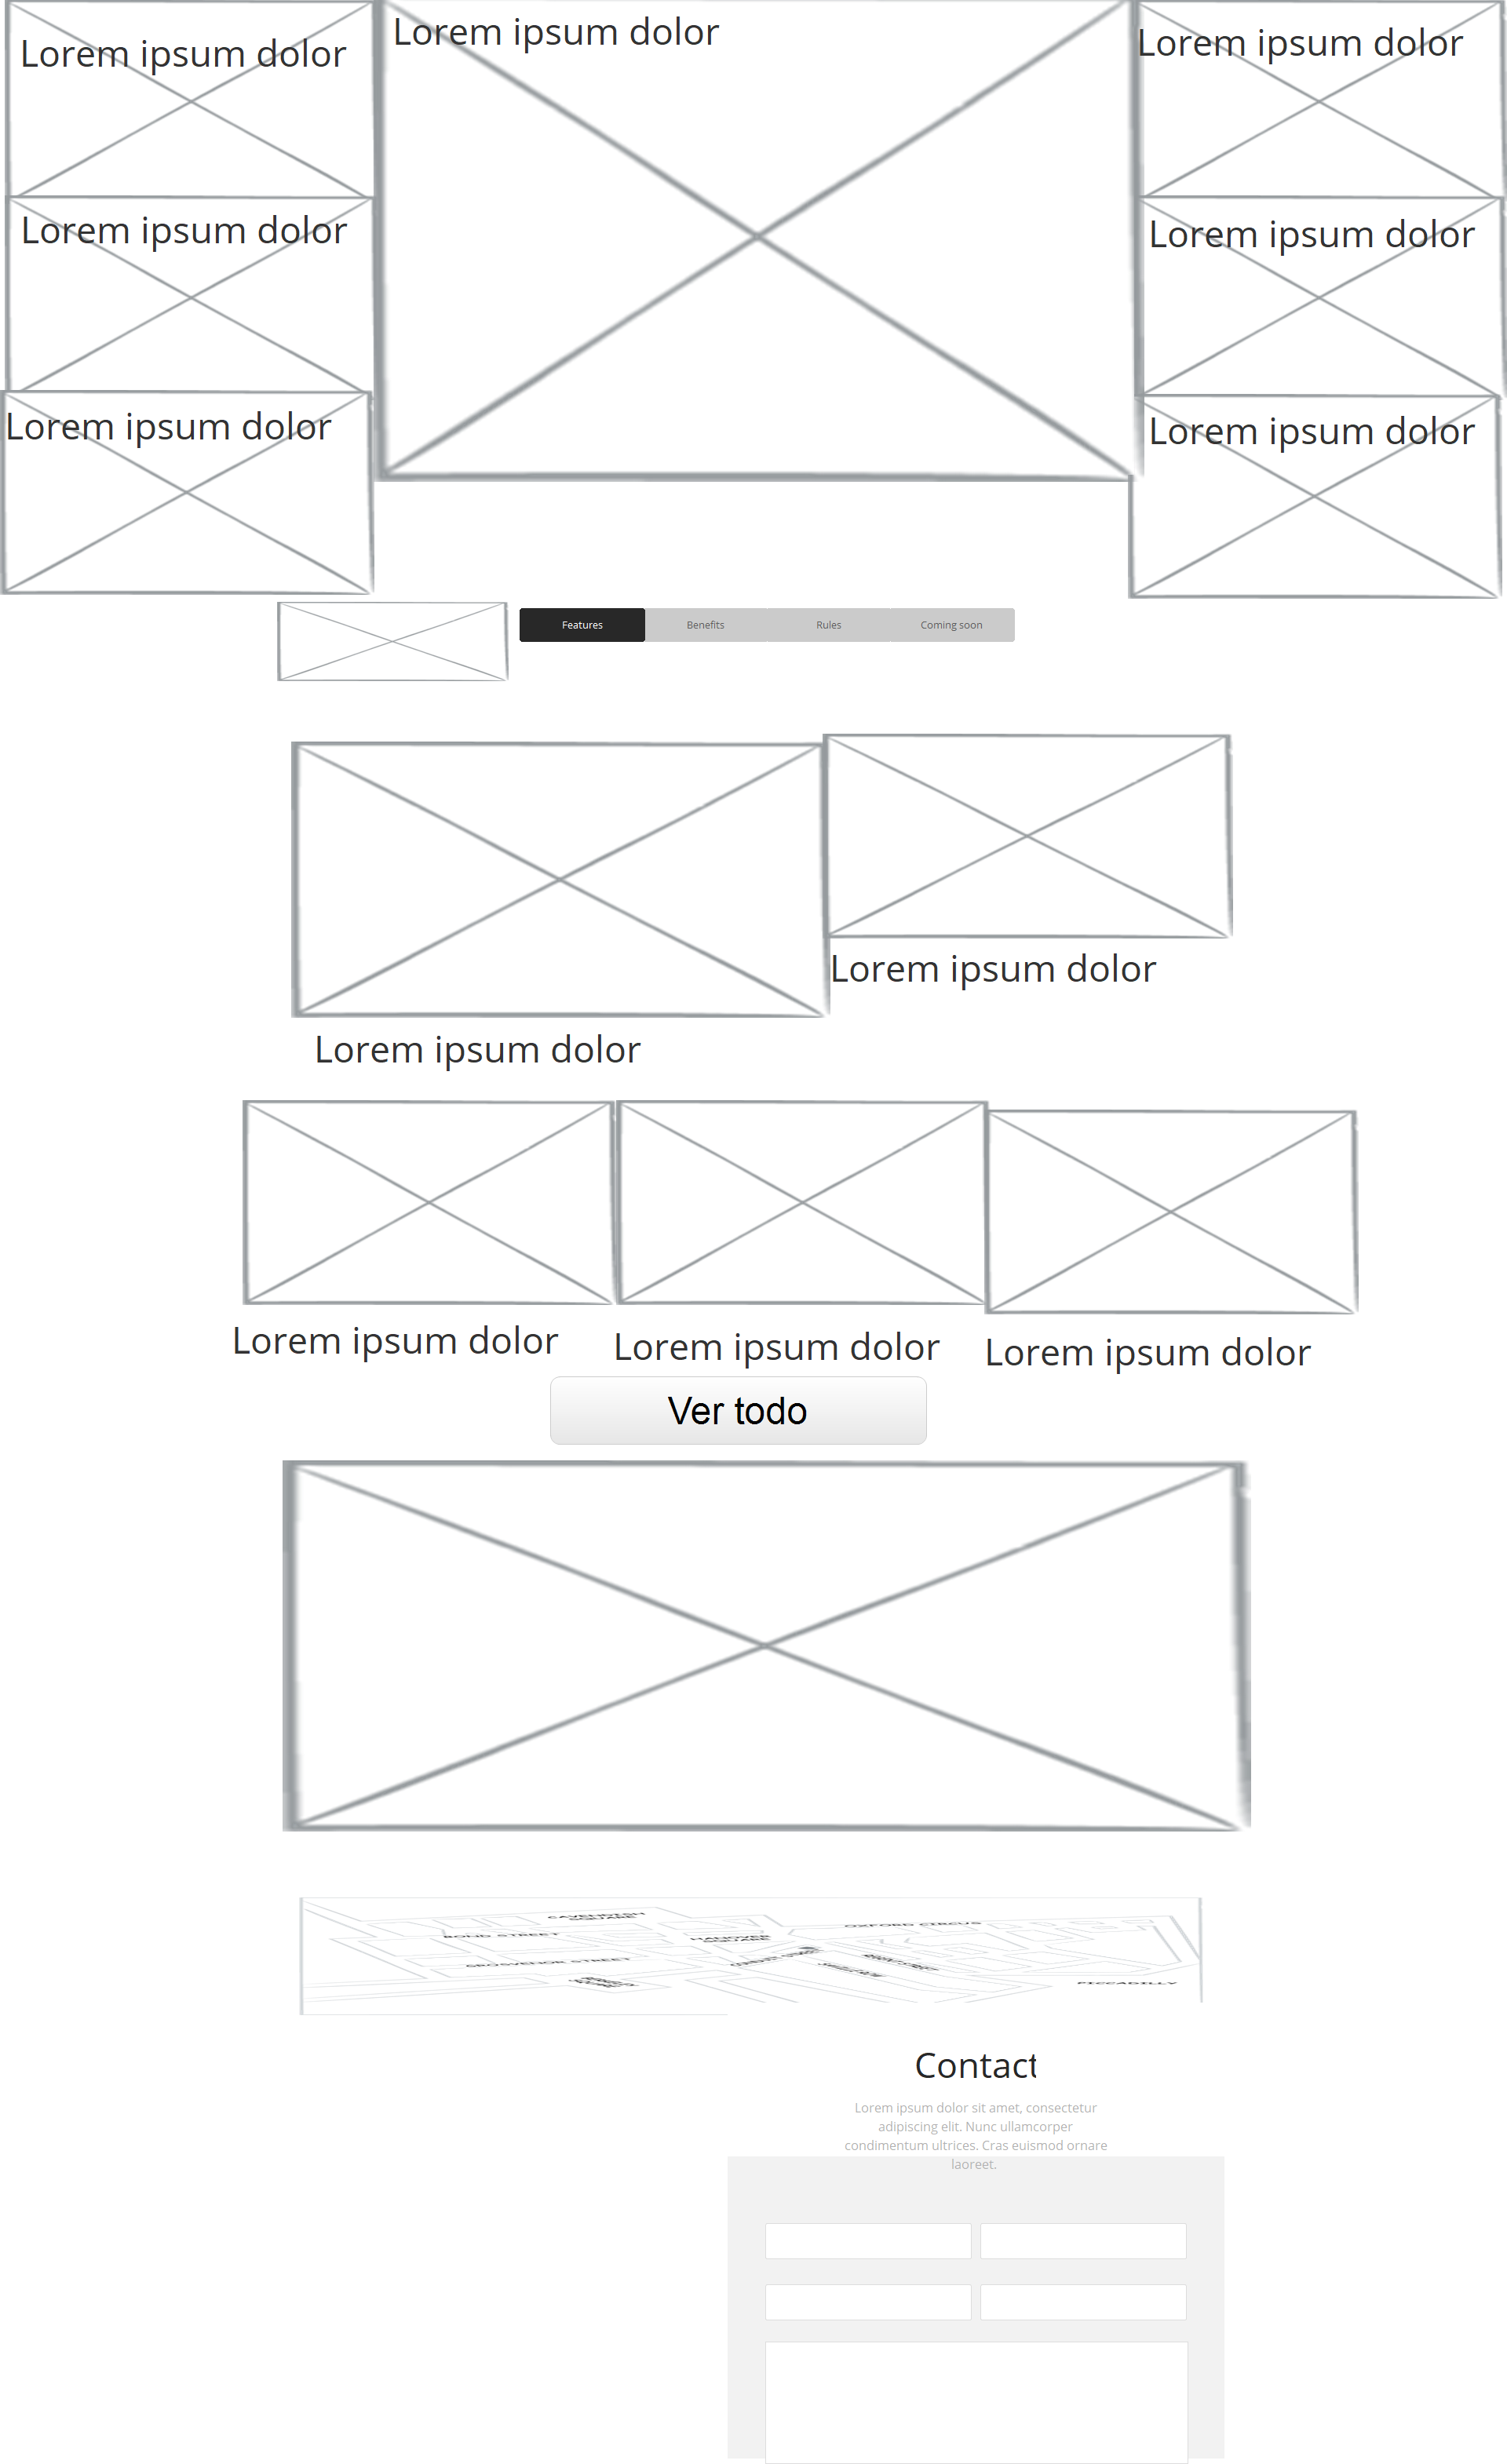 Lorem ipsum dolor
Lorem ipsum dolor
Lorem ipsum dolor
Lorem ipsum dolor
Lorem ipsum dolor
Lorem ipsum dolor
Lorem ipsum dolor
Features
Benefits
Rules
Coming soon
Lorem ipsum dolor
Lorem ipsum dolor
Lorem ipsum dolor
Lorem ipsum dolor
Lorem ipsum dolor
Ver todo
CAVENDISH
SQUARE
OXFORD CIRCUS
BOND STREET
HANOVER
SQUARE
GROSVENOR STREET
PICCADILLY
Contact
Lorem ipsum dolor sit amet, consectetur
adipiscing elit. Nunc ullamcorper
condimentum ultrices. Cras euismod ornare
laoreet.